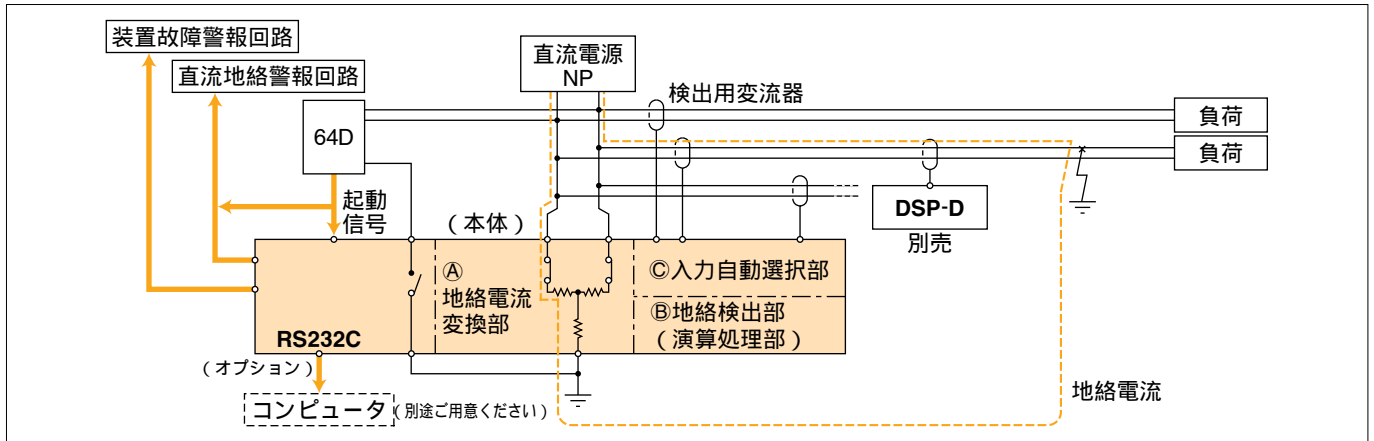 装置故障警報回路
直流地絡警報回路
直流電源
NP
検出用変流器
負荷
64D
負荷
起動
信号
(本体)
DSP-D
別売
Ⓐ
地絡電流
変換部
Ⓒ入力自動選択部
Ⓑ地絡検出部
(演算処理部)
RS232C
(オプション)
地絡電流
コンピュータ(別途ご用意ください)